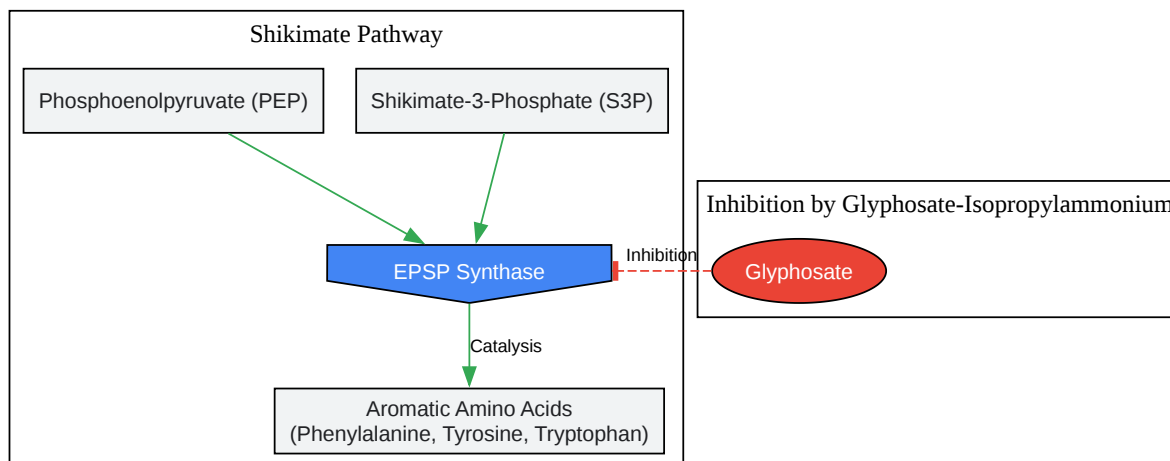 Shikimate Pathway
Phosphoenolpyruvate (PEP)
Shikimate-3-Phosphate (S3P)
Inhibition by Glyphosate-Isopropylammonium
EPSP Synthase
Inhibition
Glyphosate
Catalysis
Aromatic Amino Acids
(Phenylalanine, Tyrosine, Tryptophan)